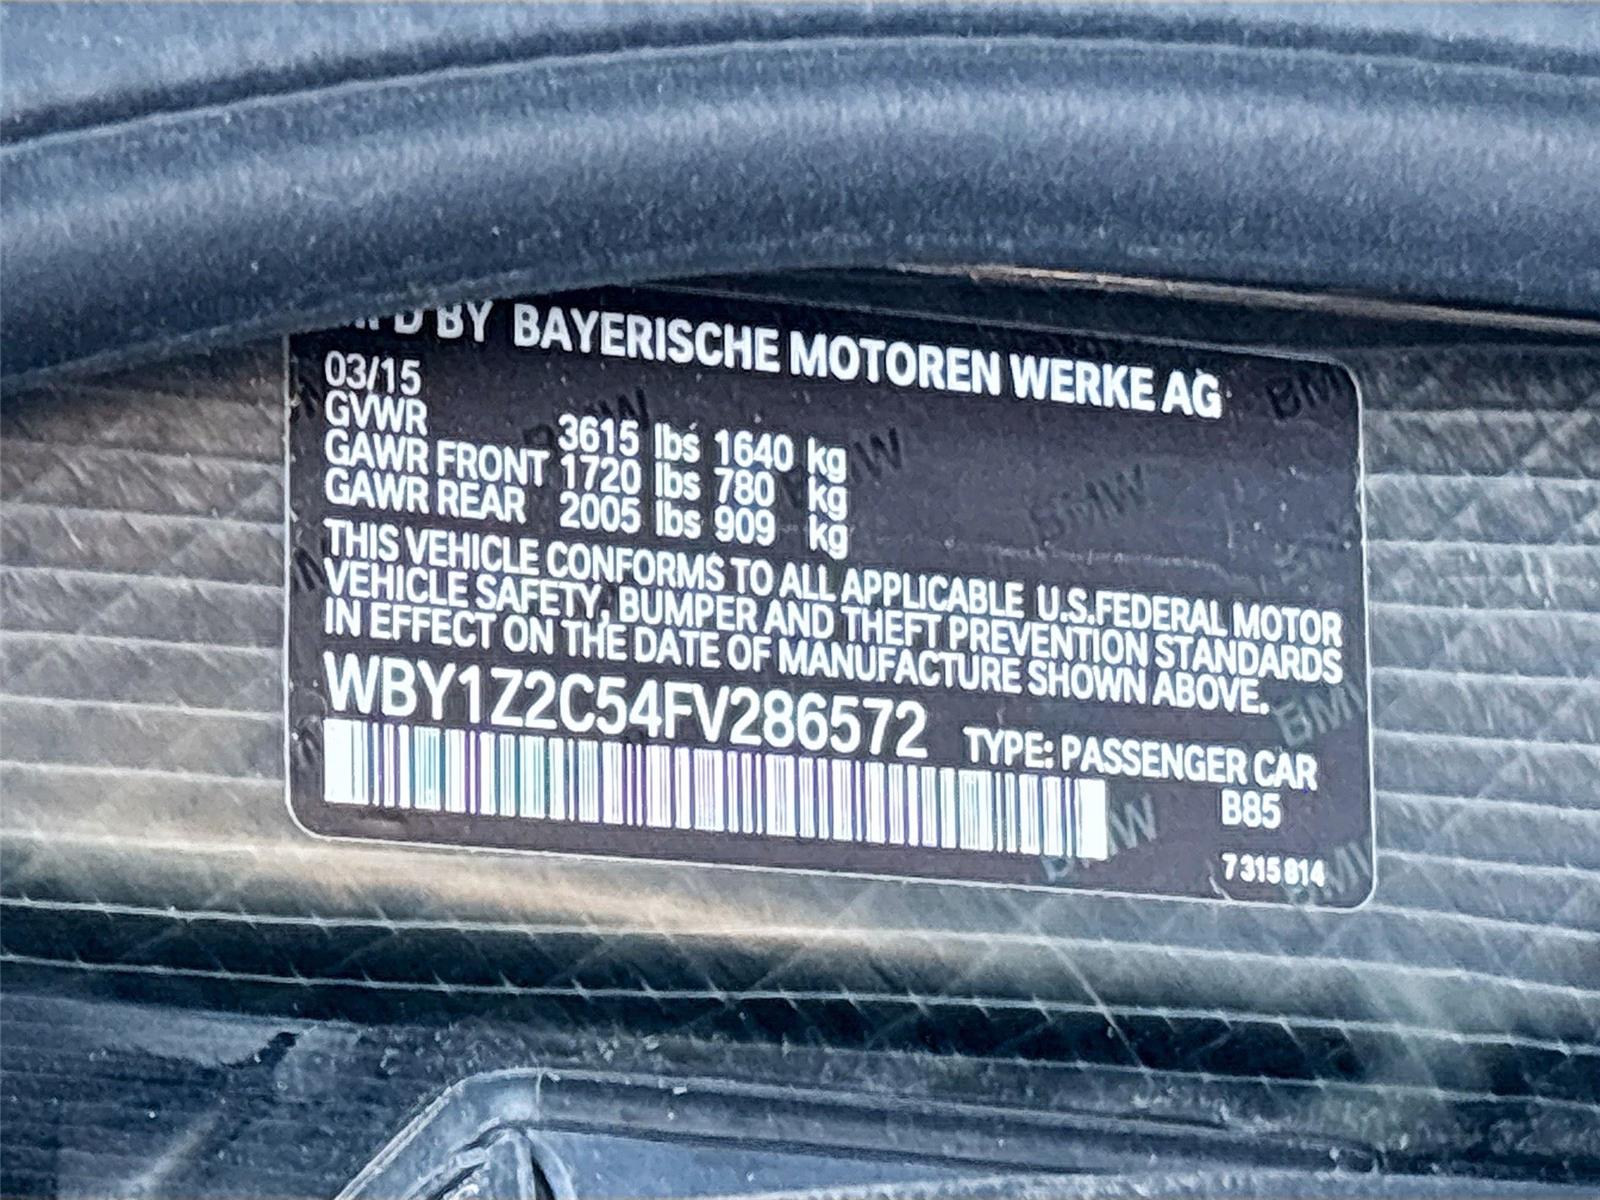 MFD BY BAYERISCHE MOTOREN WERKE AG
03/15
GVWR 3615 lbs 1640 kg
GAWR FRONT 1720 lbs 780 kg
GAWR REAR 2005 lbs 909 kg
THIS VEHICLE CONFORMS TO ALL APPLICABLE U.S.FEDERAL MOTOR
VEHICLE SAFETY, BUMPER AND THEFT PREVENTION STANDARDS
IN EFFECT ON THE DATE OF MANUFACTURE SHOWN ABOVE.
WBY1Z2C54FV286572 TYPE: PASSENGER CAR
B85
7 315 814